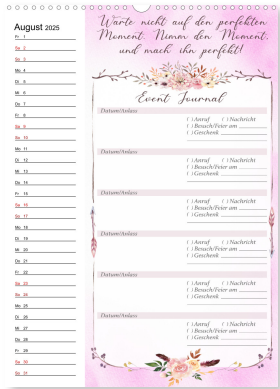 August 2025
Fr 1
Sa 2
So 3
Mo 4
Di 5
Mi 6
Do 7
Fr 8
Sa 9
So 10
Mo 11
Di 12
Mi 13
Do 14
Fr 15
Sa 16
So 17
Mo 18
Di 19
Mi 20
Do 21
Fr 22
Sa 23
So 24
Mo 25
Di 26
Mi 27
Do 28
Fr 29
Sa 30
So 31
Warte nicht auf den perfekten
Moment. Nimm den Moment,
und mach ihn perfekt!
Event Journal
Datum/Anlass
( ) Anruf ( ) Nachricht
( ) Besuch/Feier am
( ) Geschenk
Datum/Anlass
( ) Anruf ( ) Nachricht
( ) Besuch/Feier am
( ) Geschenk
Datum/Anlass
( ) Anruf ( ) Nachricht
( ) Besuch/Feier am
( ) Geschenk
Datum/Anlass
( ) Anruf ( ) Nachricht
( ) Besuch/Feier am
( ) Geschenk
Datum/Anlass
( ) Anruf ( ) Nachricht
( ) Besuch/Feier am
( ) Geschenk
Datum/Anlass
( ) Anruf ( ) Nachricht
( ) Besuch/Feier am
( ) Geschenk